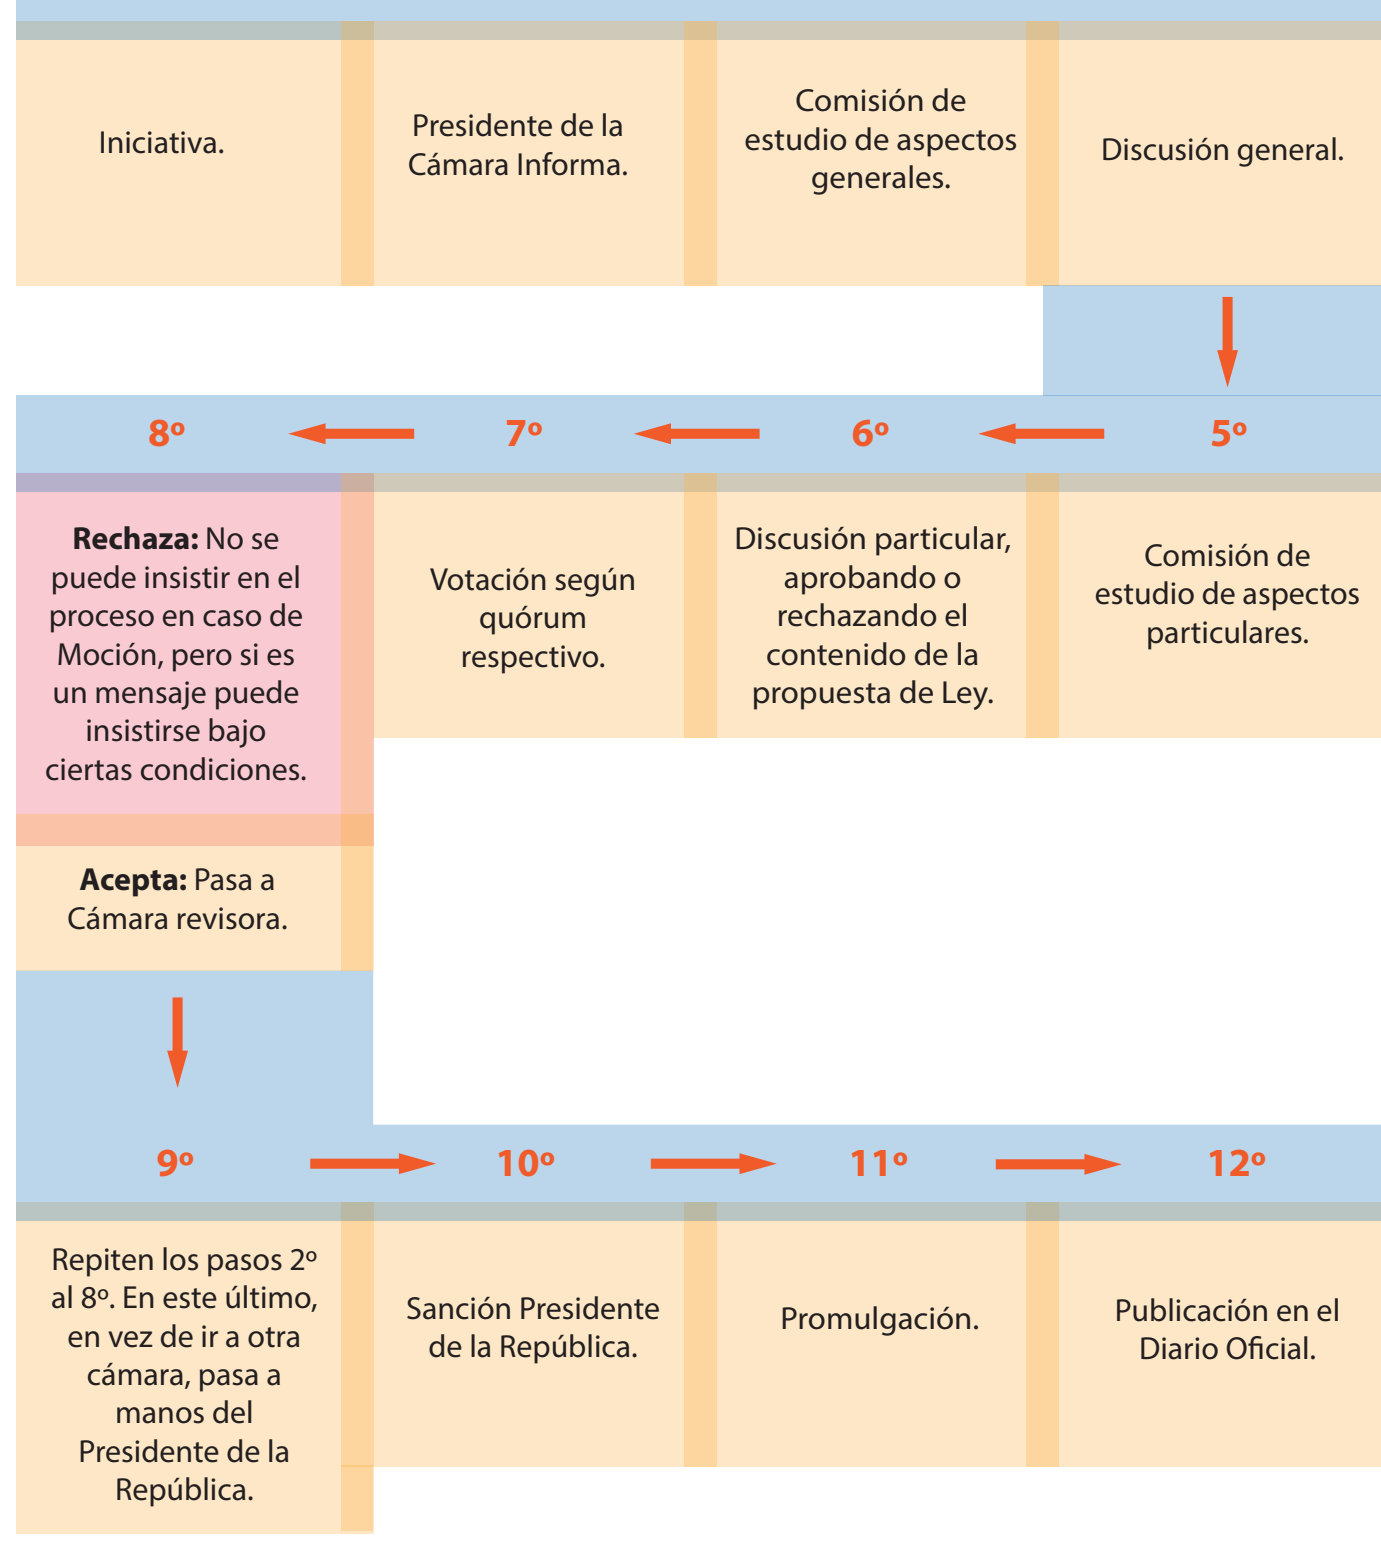 Iniciativa.
Presidente de la
Cámara Informa.
Comisión de
estudio de aspectos
generales.
Discusión general.
8º
7º
6º
5º
Rechaza: No se
puede insistir en el
proceso en caso de
Moción, pero si es
un mensaje puede
insistirse bajo
ciertas condiciones.
Acepta: Pasa a
Cámara revisora.
Votación según
quórum
respectivo.
Discusión particular,
aprobando o
rechazando el
contenido de la
propuesta de Ley.
Comisión de
estudio de aspectos
particulares.
9º
10º
11º
12º
Repiten los pasos 2º
al 8º. En este último,
en vez de ir a otra
cámara, pasa a
manos del
Presidente de la
República.
Sanción Presidente
de la República.
Promulgación.
Publicación en el
Diario Oficial.